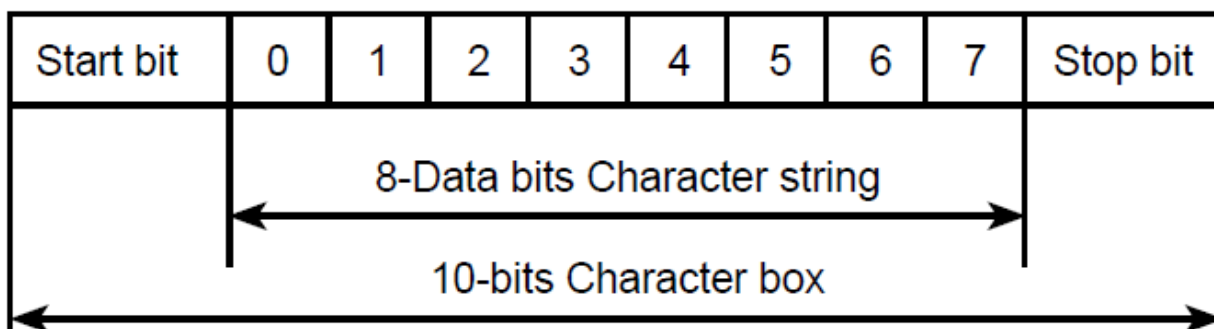 Start bit 0 1 2 3 4 5 6 7 Stop bit
8-Data bits Character string
10-bits Character box